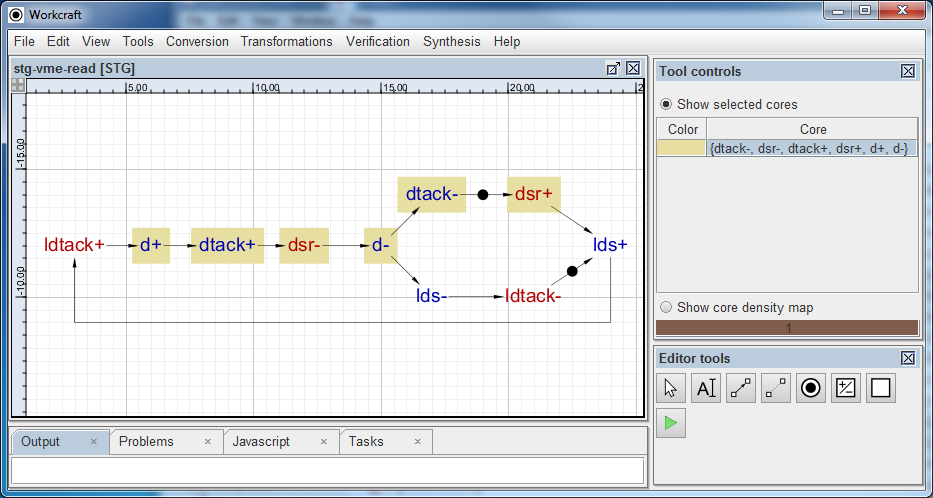 Workcraft
File Edit View Tools Conversion Transformations Verification Synthesis Help
stg-vme-read [STG]
5.00 10.00 15.00 20.00
-15.00
-10.00
dtack- dsr+
ldtack+ d+ dtack+ dsr- d- lds+
lds- ldtack-
Tool controls
Show selected cores
Color Core
{dtack-, dsr-, dtack+, dsr+, d+, d-}
Show core density map
1
Editor tools
Output × Problems × Javascript × Tasks ×